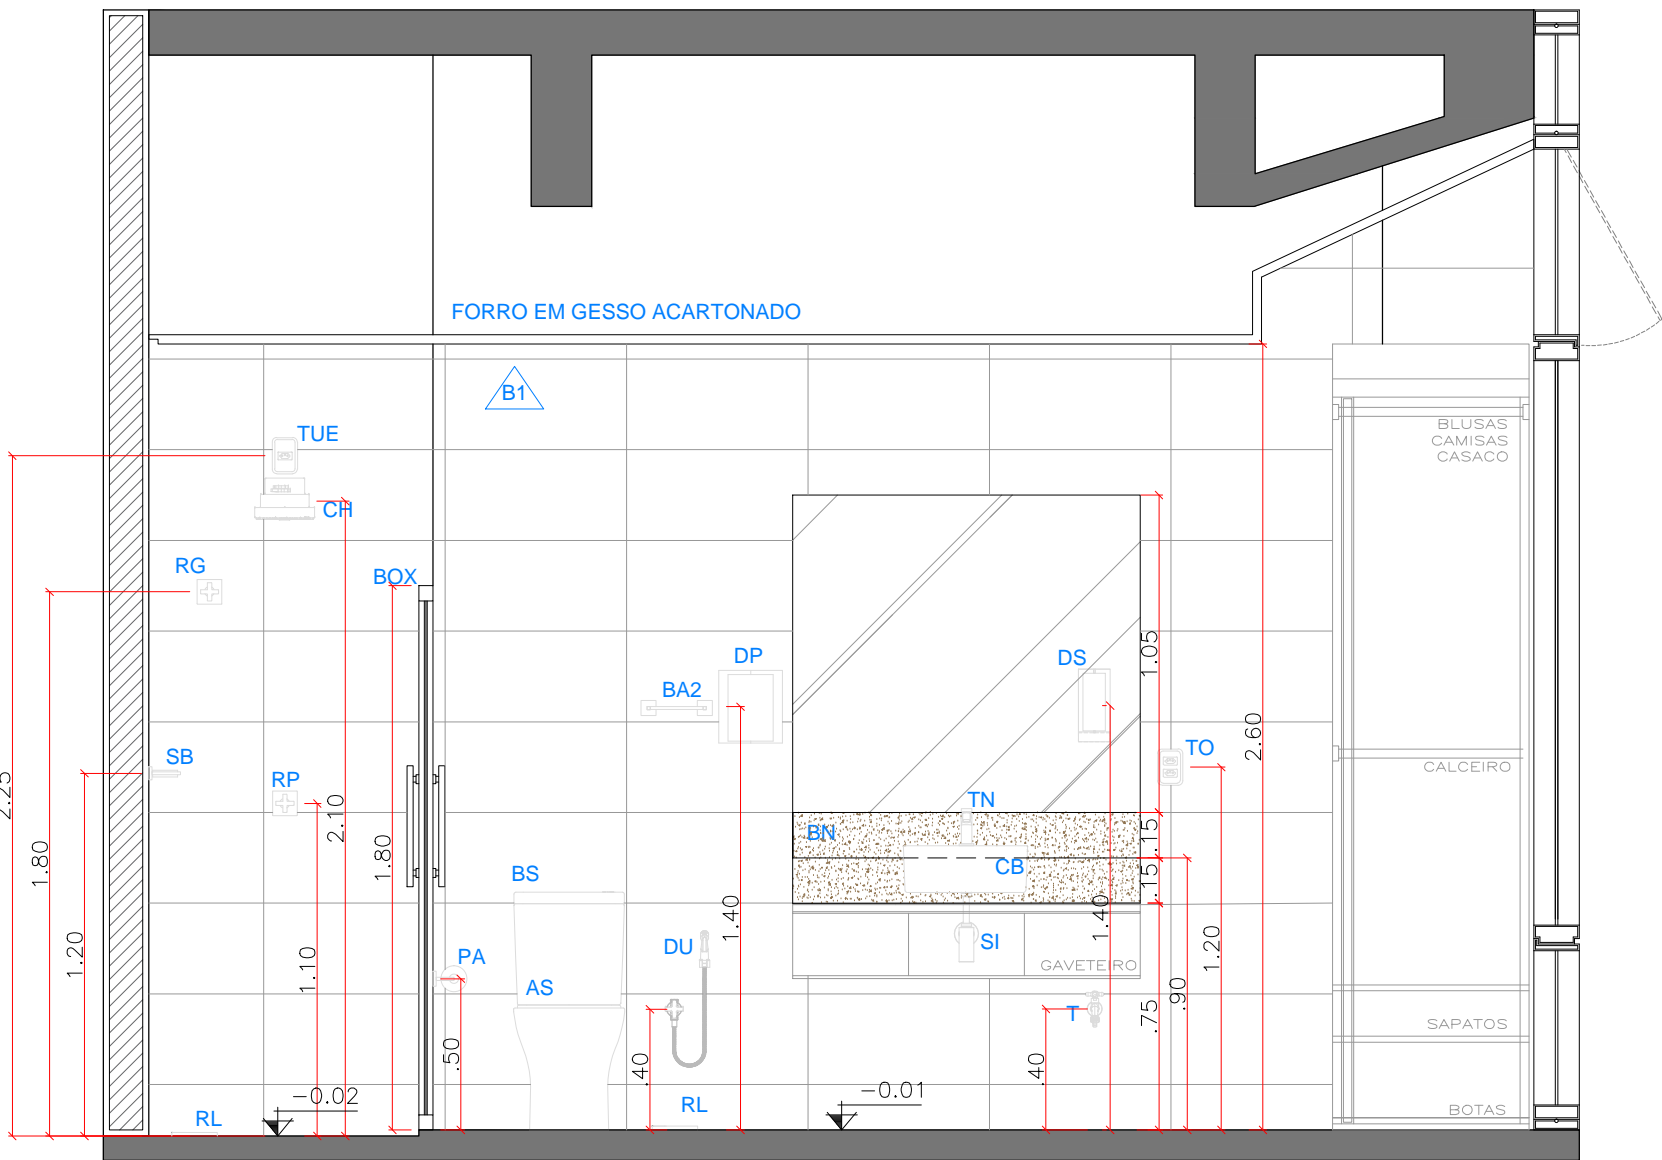 FORRO EM GESSO ACARTONADO
B1
TUE
CH
RG
BOX
BLUSAS
CAMISAS
CASACO
DP
DS
BA2
SB
RP
TO
CALCEIRO
TN
BN
CB
BS
DU
SI
PA
AS
GAVETEIRO
T
SAPATOS
RL
RL
BOTAS
2.25
1.80
1.20
1.10
2.10
1.80
.50
.40
1.40
1.05
.15
.15
.75
.90
1.40
.40
1.20
2.60
-0.02
-0.01